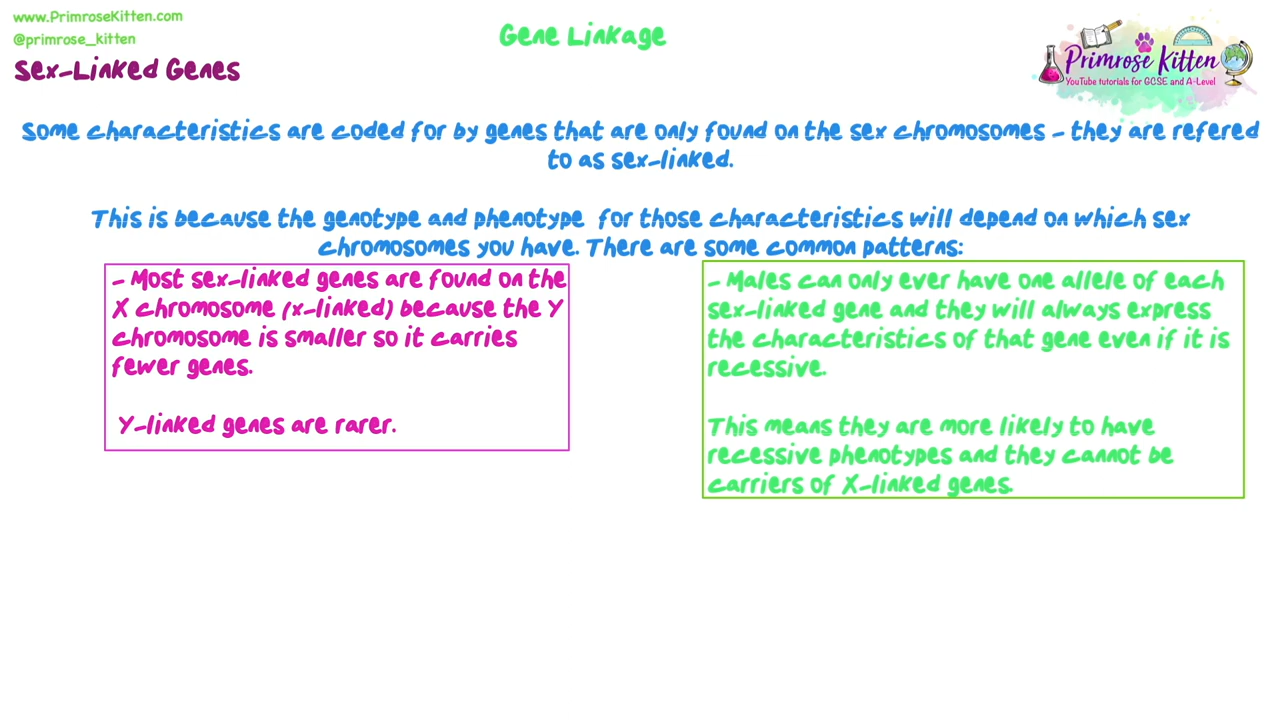 www.PrimroseKitten.com
@primrose_kitten
Gene Linkage
Primrose Kitten
YouTube tutorials for GCSE and A-Level
Sex-Linked Genes
Some characteristics are coded for by genes that are only found on the sex chromosomes - they are refered
to as sex-linked.
This is because the genotype and phenotype for those characteristics will depend on which sex
chromosomes you have. There are some common patterns:
- Most sex-linked genes are found on the
X chromosome (x-linked) because the Y
chromosome is smaller so it carries
fewer genes.
Y-linked genes are rarer.
- Males can only ever have one allele of each
sex-linked gene and they will always express
the characteristics of that gene even if it is
recessive.
This means they are more likely to have
recessive phenotypes and they cannot be
carriers of X-linked genes.